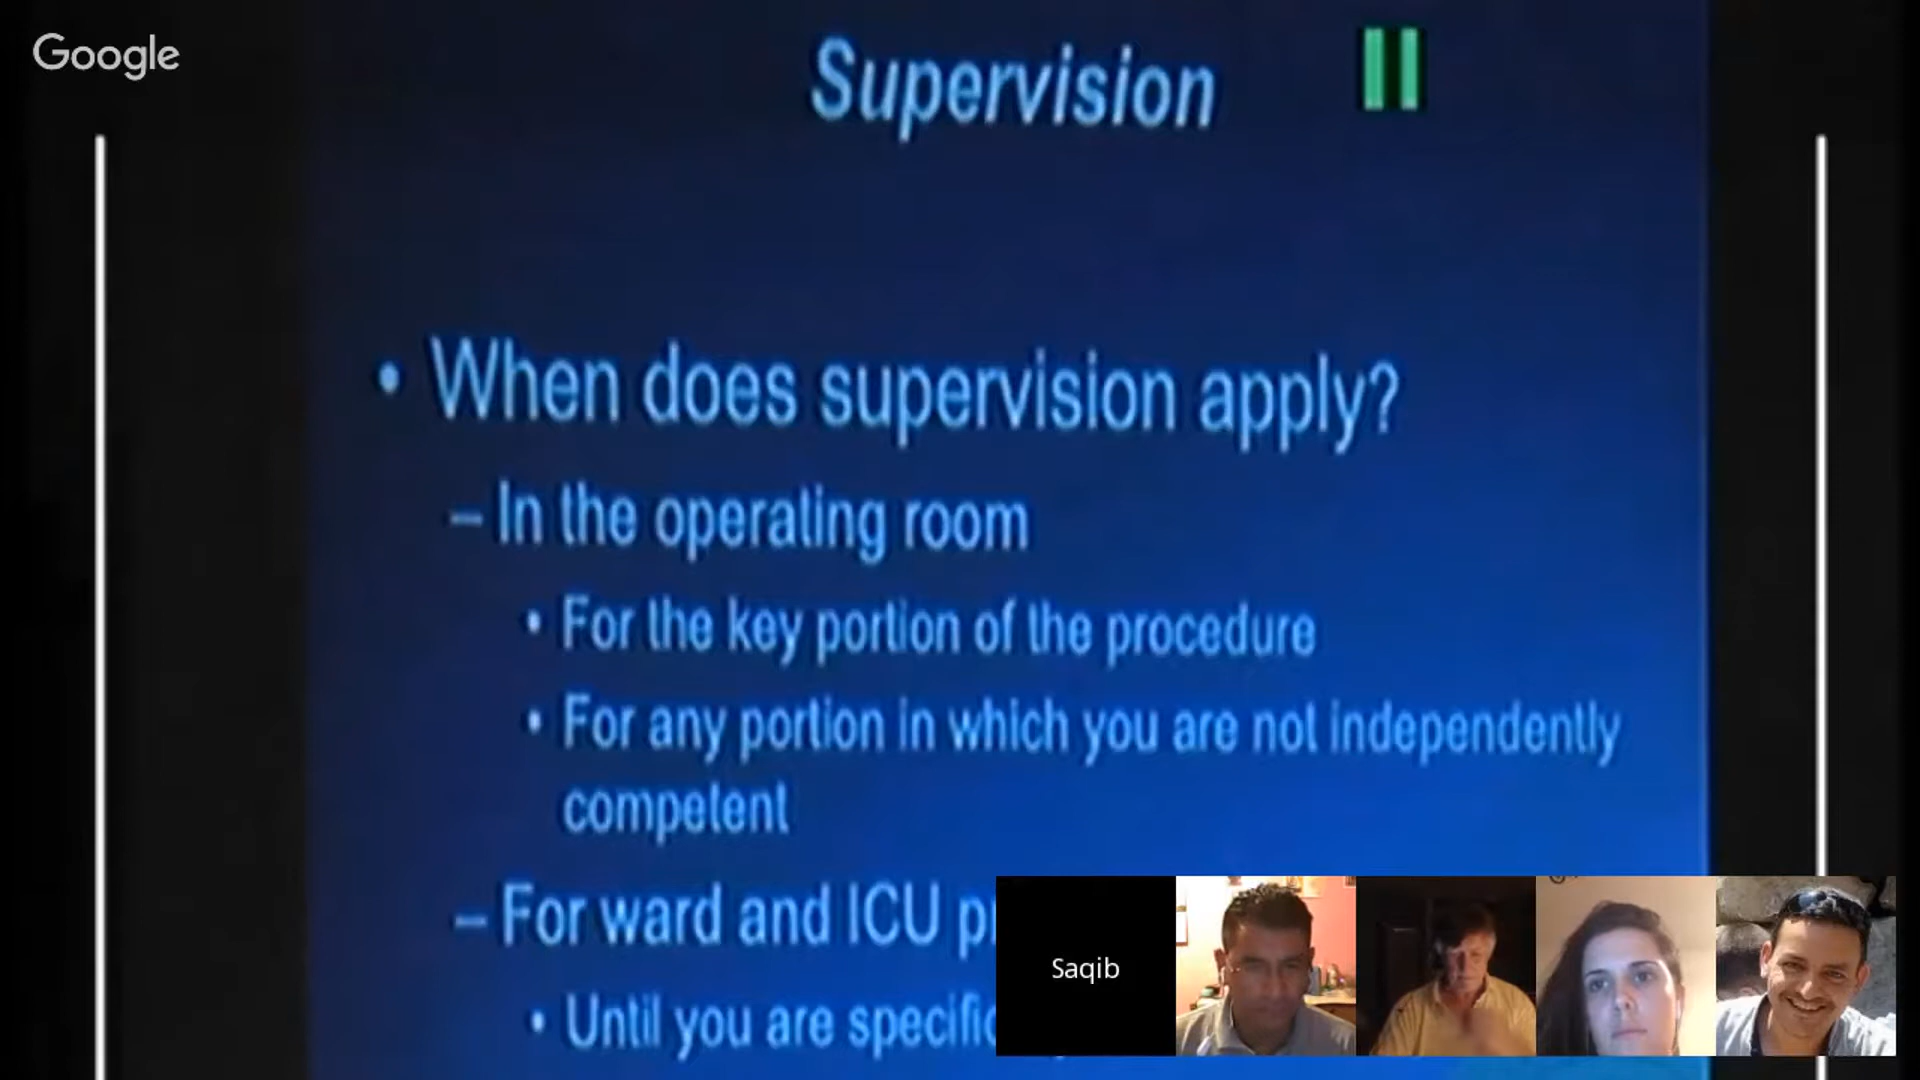 Google
Supervision
• When does supervision apply?
– In the operating room
• For the key portion of the procedure
• For any portion in which you are not independently
competent
– For ward and ICU
• Until you are
Saqib